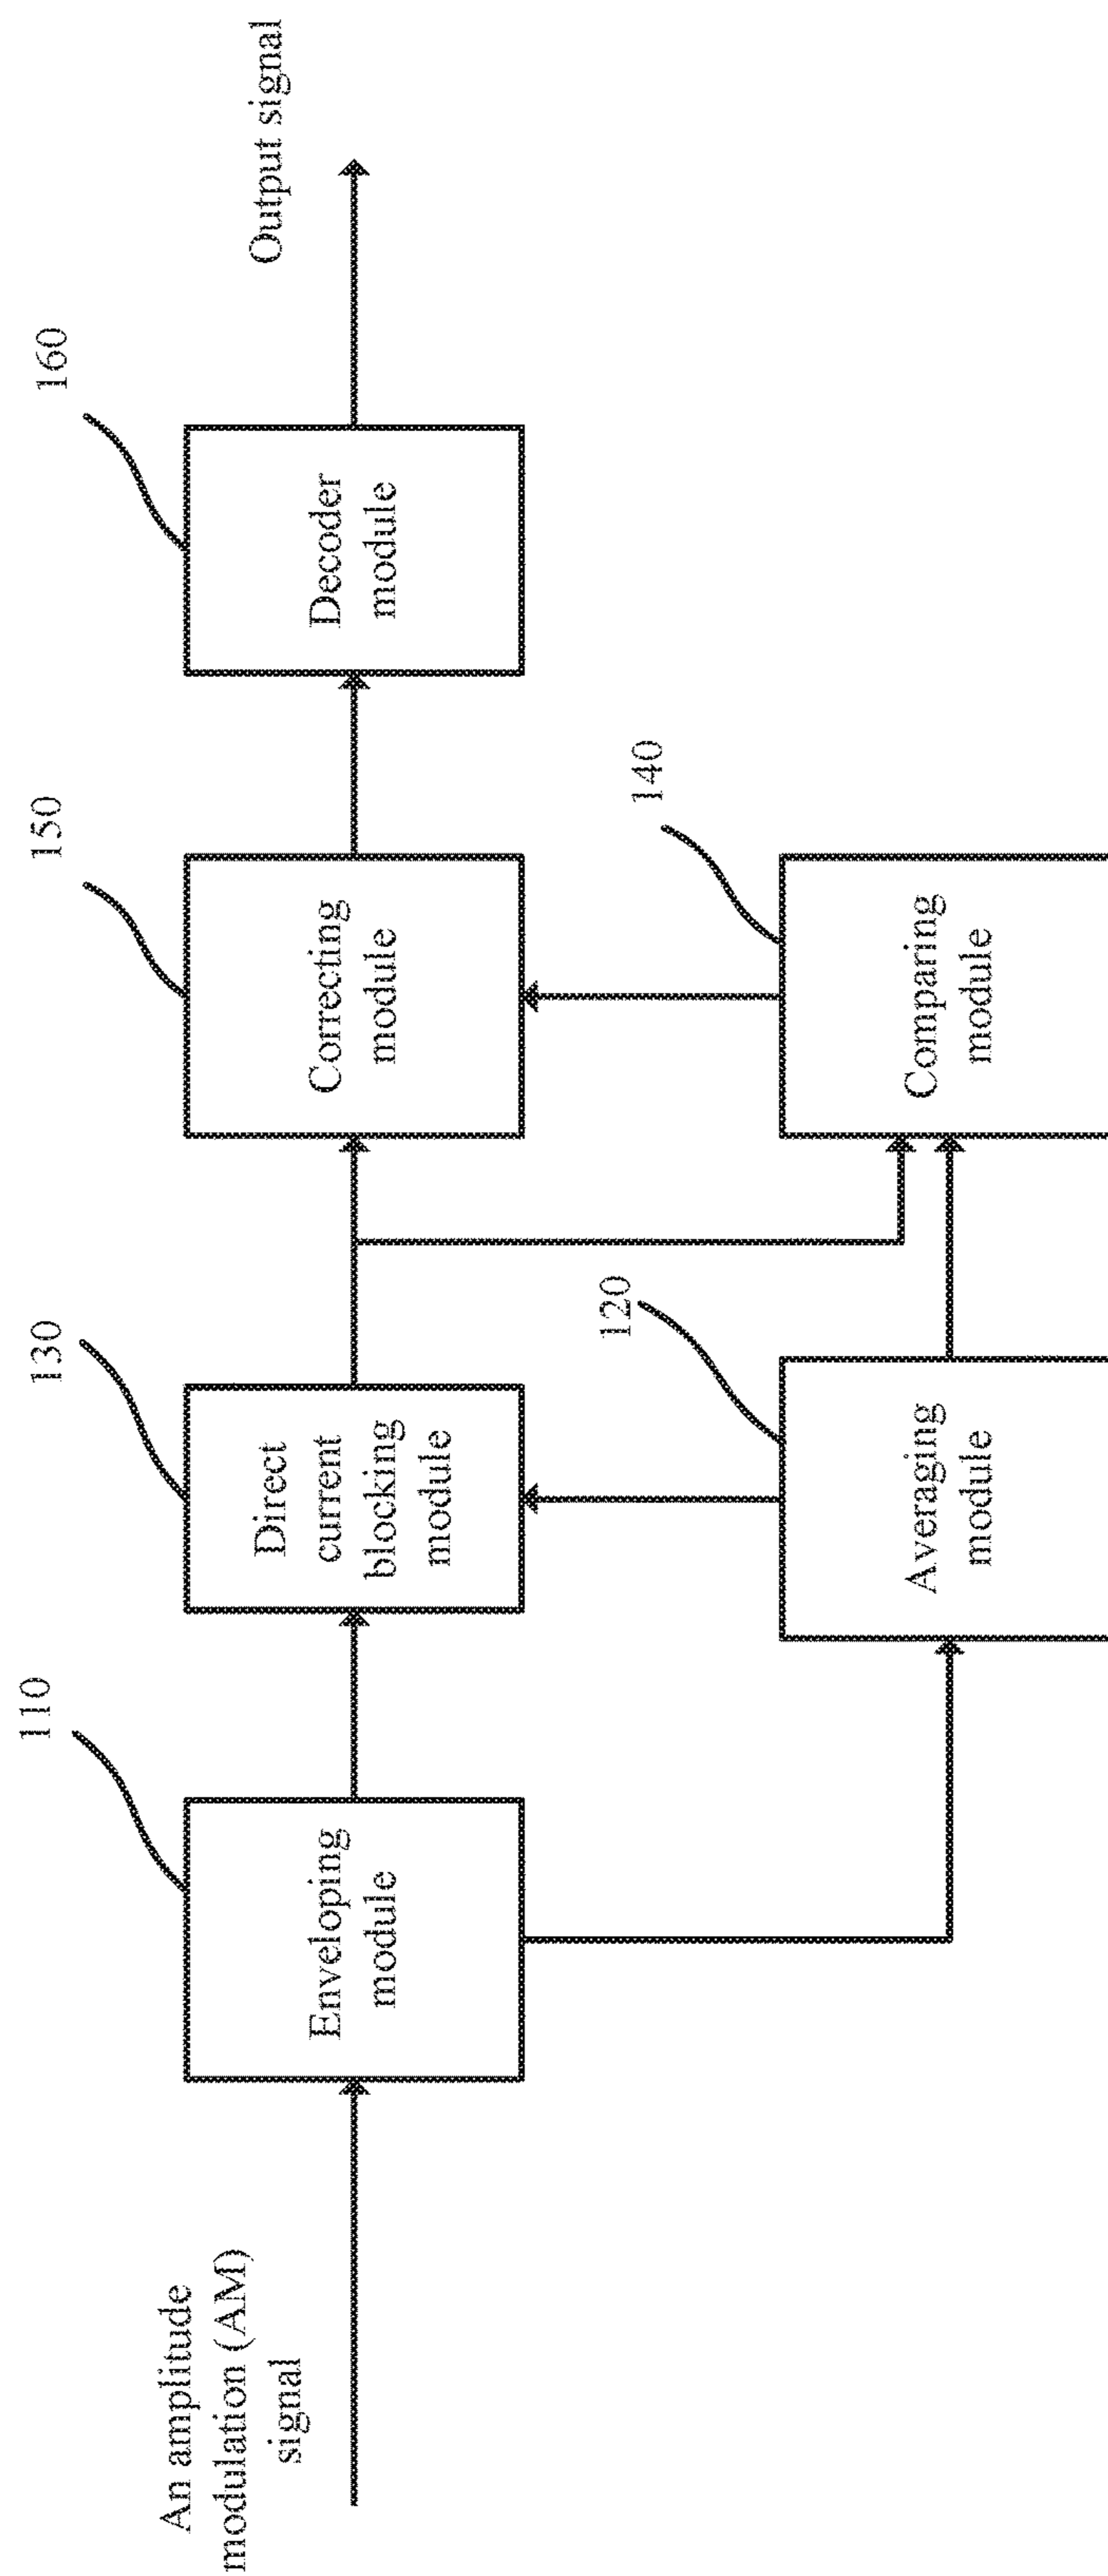 An amplitude
modulation (AM)
signal
110
Enveloping
module
130
Direct
current
blocking
module
120
Averaging
module
150
Correcting
module
140
Comparing
module
160
Decoder
module
Output signal